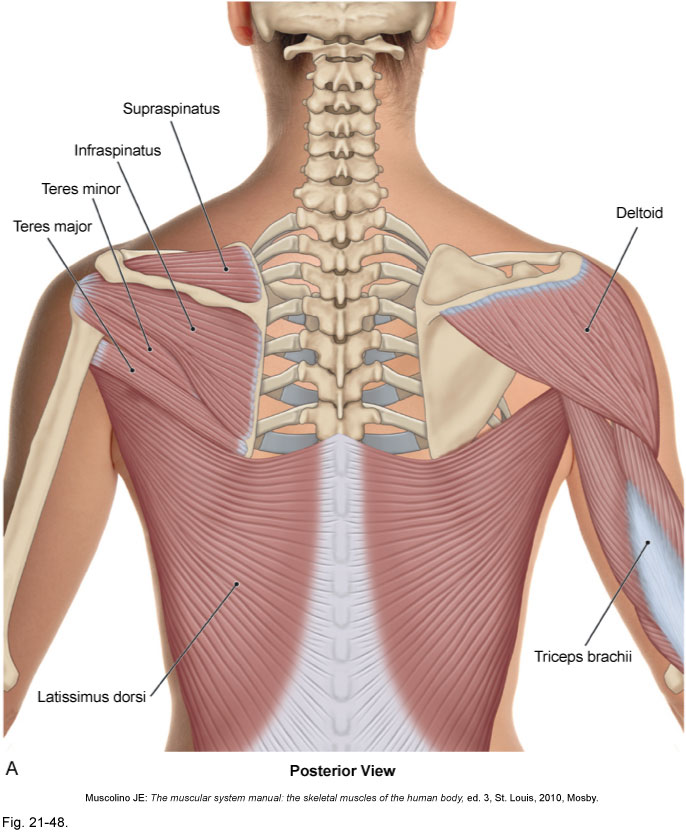 Supraspinatus
Infraspinatus
Teres minor
Teres major
Deltoid
Triceps brachii
Latissimus dorsi
A
Posterior View
Muscolino JE: The muscular system manual: the skeletal muscles of the human body, ed. 3, St. Louis, 2010, Mosby.
Fig. 21-48.